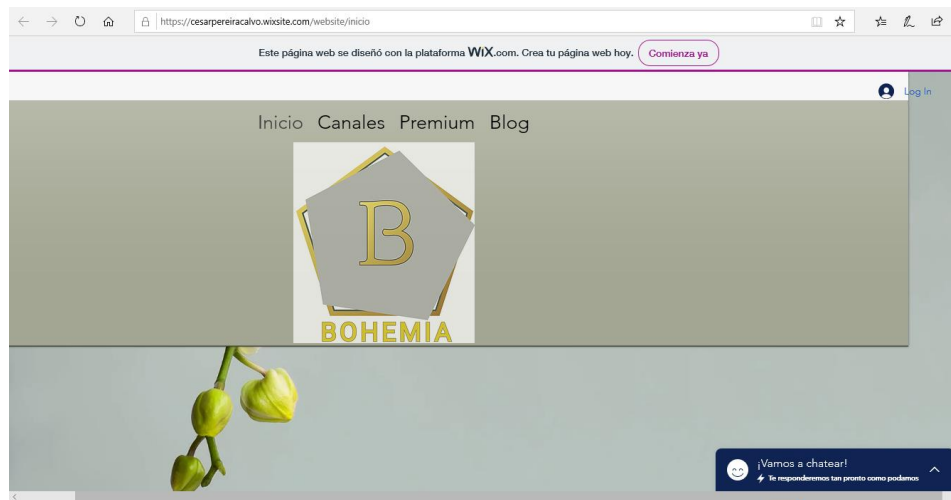 https://cesarpereiracalvo.wixsite.com/website/inicio
Este página web se diseñó con la plataforma WiX.com. Crea tu página web hoy. Comienza ya
Log In
Inicio Canales Premium Blog
B
BOHEMIA
¡Vamos a chatear!
Te responderemos tan pronto como podamos